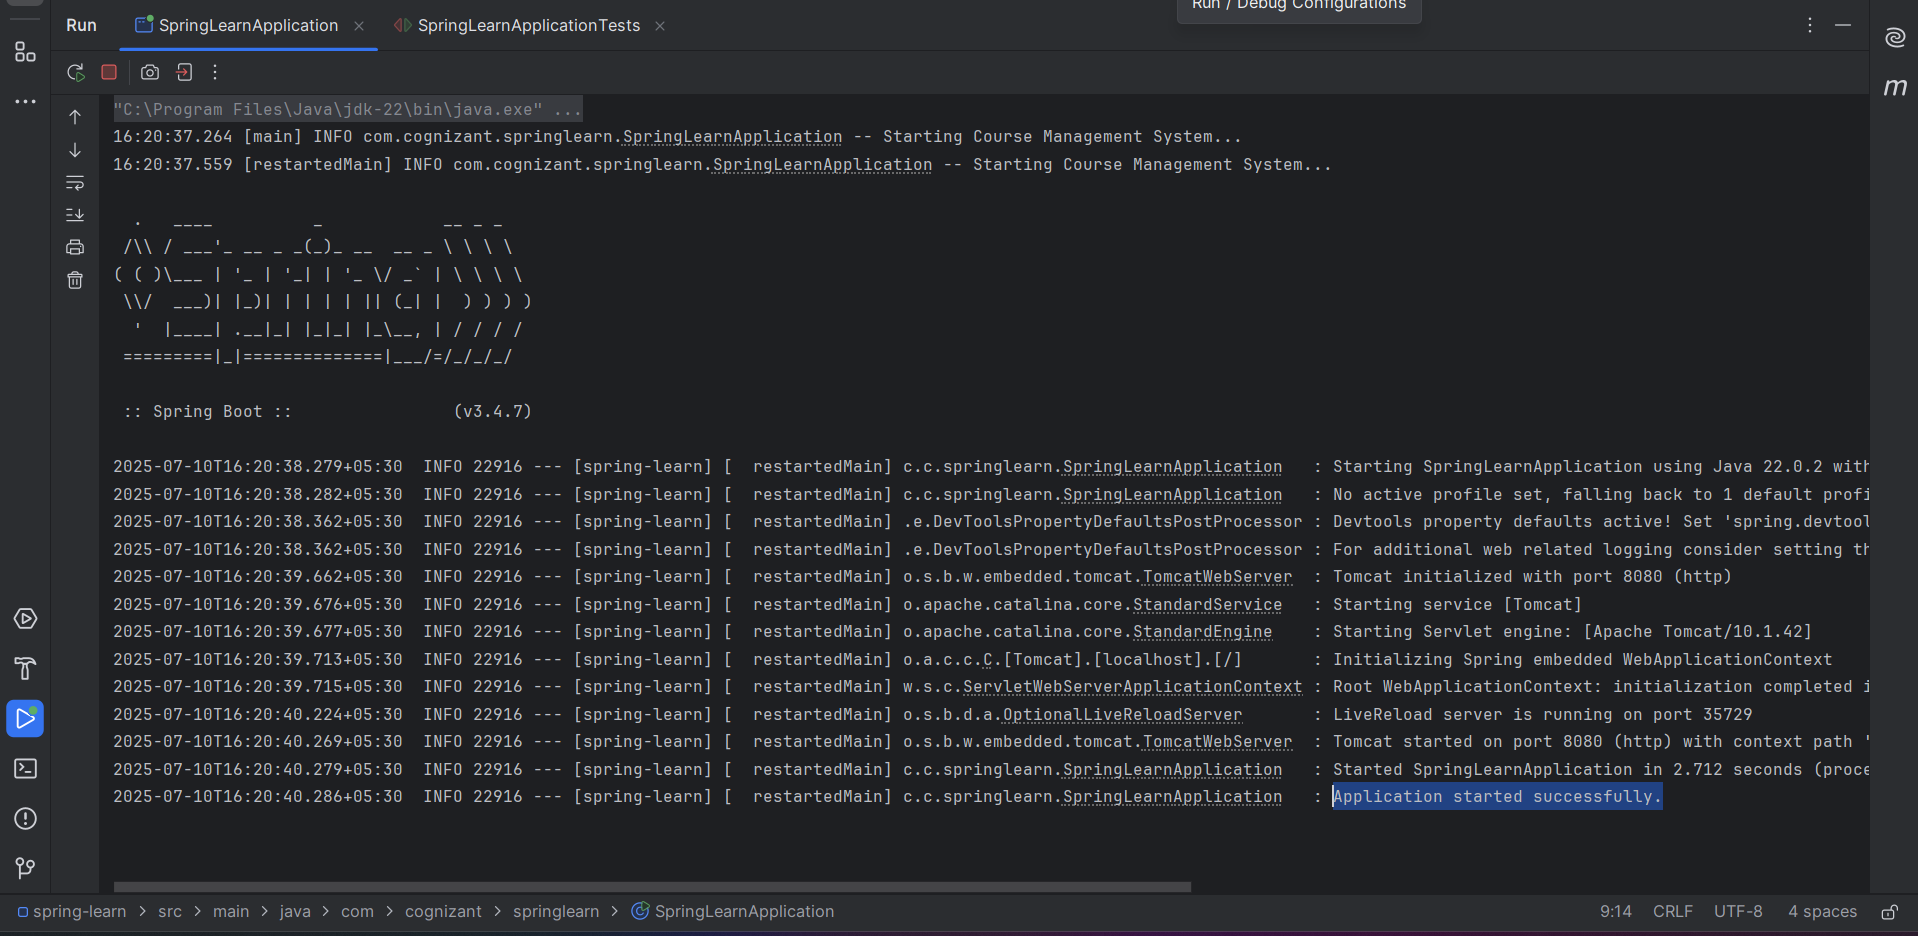 Run / Debug Configurations
Run SpringLearnApplication SpringLearnApplicationTests
"C:\Program Files\Java\jdk-22\bin\java.exe" ...
16:20:37.264 [main] INFO com.cognizant.springlearn.SpringLearnApplication -- Starting Course Management System...
16:20:37.559 [restartedMain] INFO com.cognizant.springlearn.SpringLearnApplication -- Starting Course Management System...
  .   ____          _            __ _ _
 /\\ / ___'_ __ _ _(_)_ __  __ _ \ \ \ \
( ( )\___ | '_ | '_| | '_ \/ _` | \ \ \ \
 \\/  ___)| |_)| | | | | || (_| |  ) ) ) )
  '  |____| .__|_| |_|_| |_\__, | / / / /
 =========|_|==============|___/=/_/_/_/
 :: Spring Boot ::                (v3.4.7)
2025-07-10T16:20:38.279+05:30  INFO 22916 --- [spring-learn] [  restartedMain] c.c.springlearn.SpringLearnApplication   : Starting SpringLearnApplication using Java 22.0.2 with
2025-07-10T16:20:38.282+05:30  INFO 22916 --- [spring-learn] [  restartedMain] c.c.springlearn.SpringLearnApplication   : No active profile set, falling back to 1 default profi
2025-07-10T16:20:38.362+05:30  INFO 22916 --- [spring-learn] [  restartedMain] .e.DevToolsPropertyDefaultsPostProcessor : Devtools property defaults active! Set 'spring.devtool
2025-07-10T16:20:38.362+05:30  INFO 22916 --- [spring-learn] [  restartedMain] .e.DevToolsPropertyDefaultsPostProcessor : For additional web related logging consider setting th
2025-07-10T16:20:39.662+05:30  INFO 22916 --- [spring-learn] [  restartedMain] o.s.b.w.embedded.tomcat.TomcatWebServer  : Tomcat initialized with port 8080 (http)
2025-07-10T16:20:39.676+05:30  INFO 22916 --- [spring-learn] [  restartedMain] o.apache.catalina.core.StandardService   : Starting service [Tomcat]
2025-07-10T16:20:39.677+05:30  INFO 22916 --- [spring-learn] [  restartedMain] o.apache.catalina.core.StandardEngine    : Starting Servlet engine: [Apache Tomcat/10.1.42]
2025-07-10T16:20:39.713+05:30  INFO 22916 --- [spring-learn] [  restartedMain] o.a.c.c.C.[Tomcat].[localhost].[/]       : Initializing Spring embedded WebApplicationContext
2025-07-10T16:20:39.715+05:30  INFO 22916 --- [spring-learn] [  restartedMain] w.s.c.ServletWebServerApplicationContext : Root WebApplicationContext: initialization completed i
2025-07-10T16:20:40.224+05:30  INFO 22916 --- [spring-learn] [  restartedMain] o.s.b.d.a.OptionalLiveReloadServer       : LiveReload server is running on port 35729
2025-07-10T16:20:40.269+05:30  INFO 22916 --- [spring-learn] [  restartedMain] o.s.b.w.embedded.tomcat.TomcatWebServer  : Tomcat started on port 8080 (http) with context path '
2025-07-10T16:20:40.279+05:30  INFO 22916 --- [spring-learn] [  restartedMain] c.c.springlearn.SpringLearnApplication   : Started SpringLearnApplication in 2.712 seconds (proce
2025-07-10T16:20:40.286+05:30  INFO 22916 --- [spring-learn] [  restartedMain] c.c.springlearn.SpringLearnApplication   : Application started successfully.
spring-learn > src > main > java > com > cognizant > springlearn > SpringLearnApplication 9:14 CRLF UTF-8 4 spaces